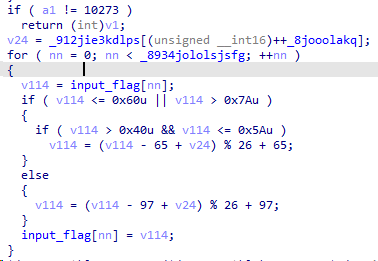 if ( a1 != 10273 )
return (int)v1;
v24 = _912jie3kdlps[(unsigned __int16)++_8jooolakq];
for ( nn = 0; nn < _8934jololsjsfg; ++nn )
{
v114 = input_flag[nn];
if ( v114 <= 0x60u || v114 > 0x7Au )
{
if ( v114 > 0x40u && v114 <= 0x5Au )
v114 = (v114 - 65 + v24) % 26 + 65;
}
else
{
v114 = (v114 - 97 + v24) % 26 + 97;
}
input_flag[nn] = v114;
}